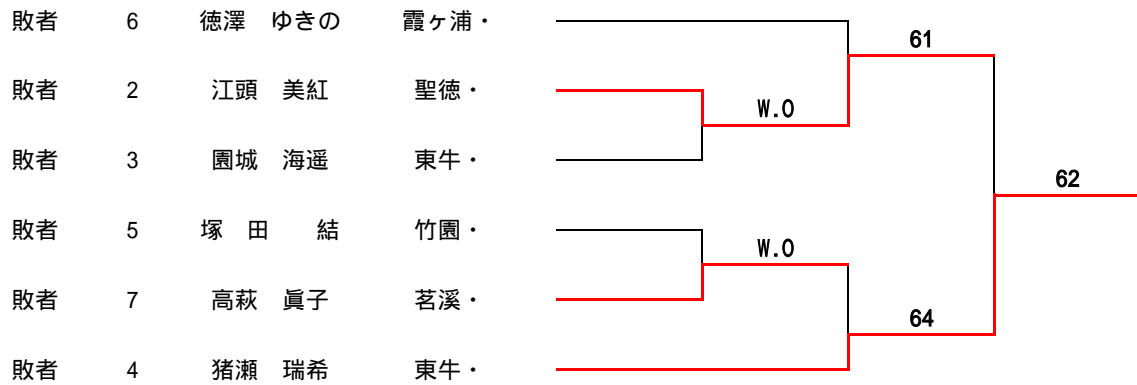 敗者 6 徳澤 ゆきの 霞ヶ浦・
61
敗者 2 江頭 美紅 聖徳・
W.O
敗者 3 園城 海遥 東牛・
62
敗者 5 塚 田 結 竹園・
W.O
敗者 7 高萩 眞子 茗溪・
64
敗者 4 猪瀬 瑞希 東牛・